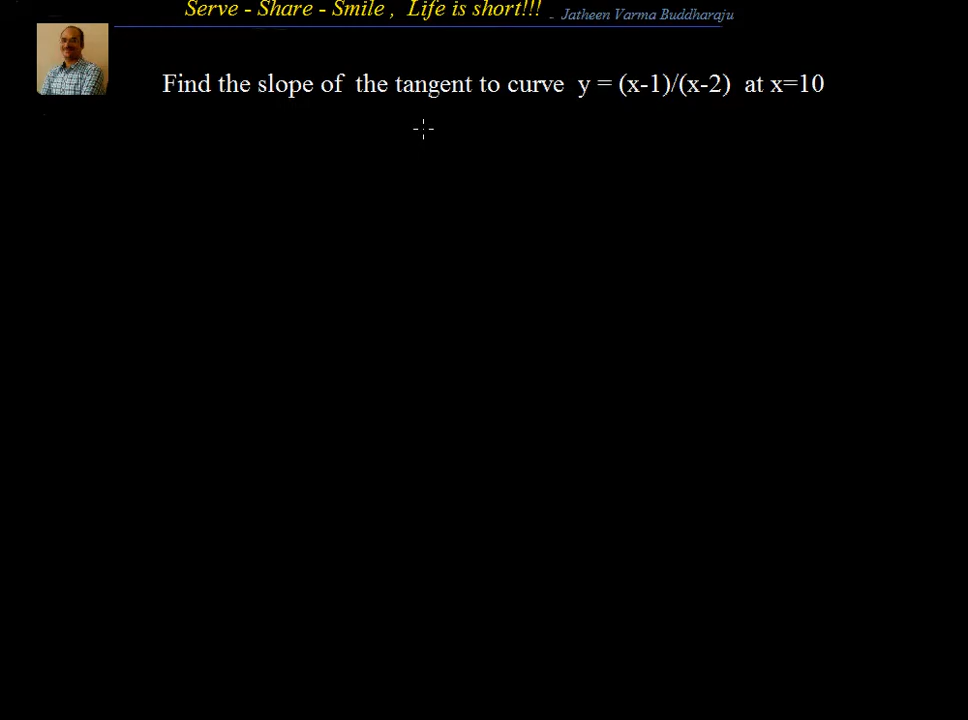 Serve - Share - Smile , Life is short!!! - Jatheen Varma Buddharaju
Find the slope of the tangent to curve y = (x-1)/(x-2) at x=10